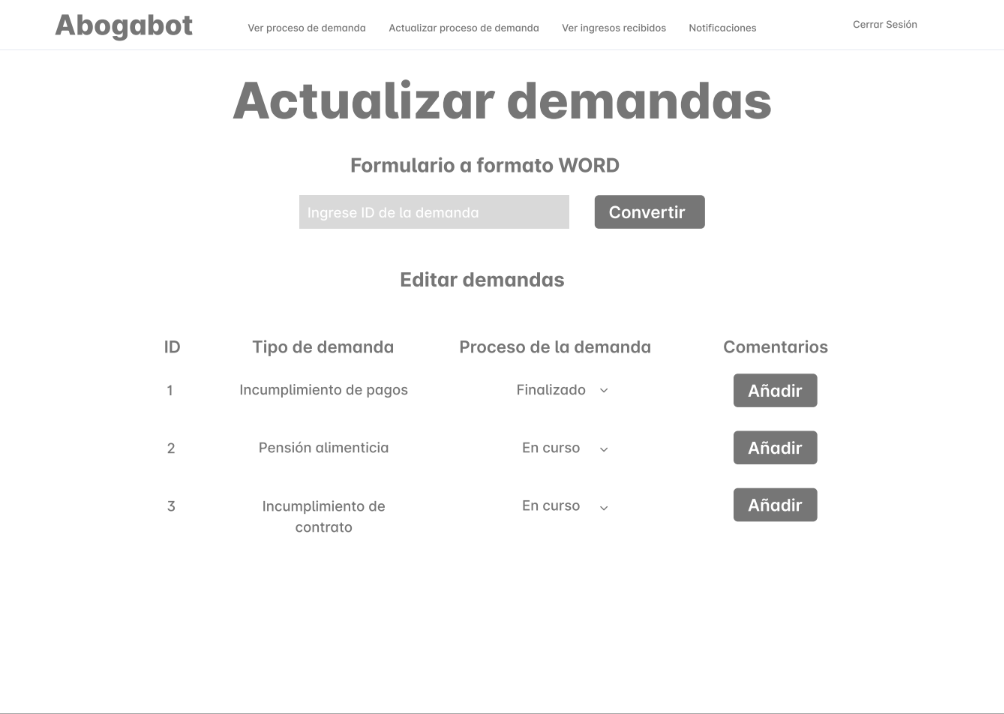 Abogabot
Ver proceso de demanda
Actualizar proceso de demanda
Ver ingresos recibidos
Notificaciones
Cerrar Sesión
Actualizar demandas
Formulario a formato WORD
Ingrese ID de la demanda
Convertir
Editar demandas
ID Tipo de demanda Proceso de la demanda Comentarios
1 Incumplimiento de pagos Finalizado Añadir
2 Pensión alimenticia En curso Añadir
3 Incumplimiento de En curso Añadir
contrato